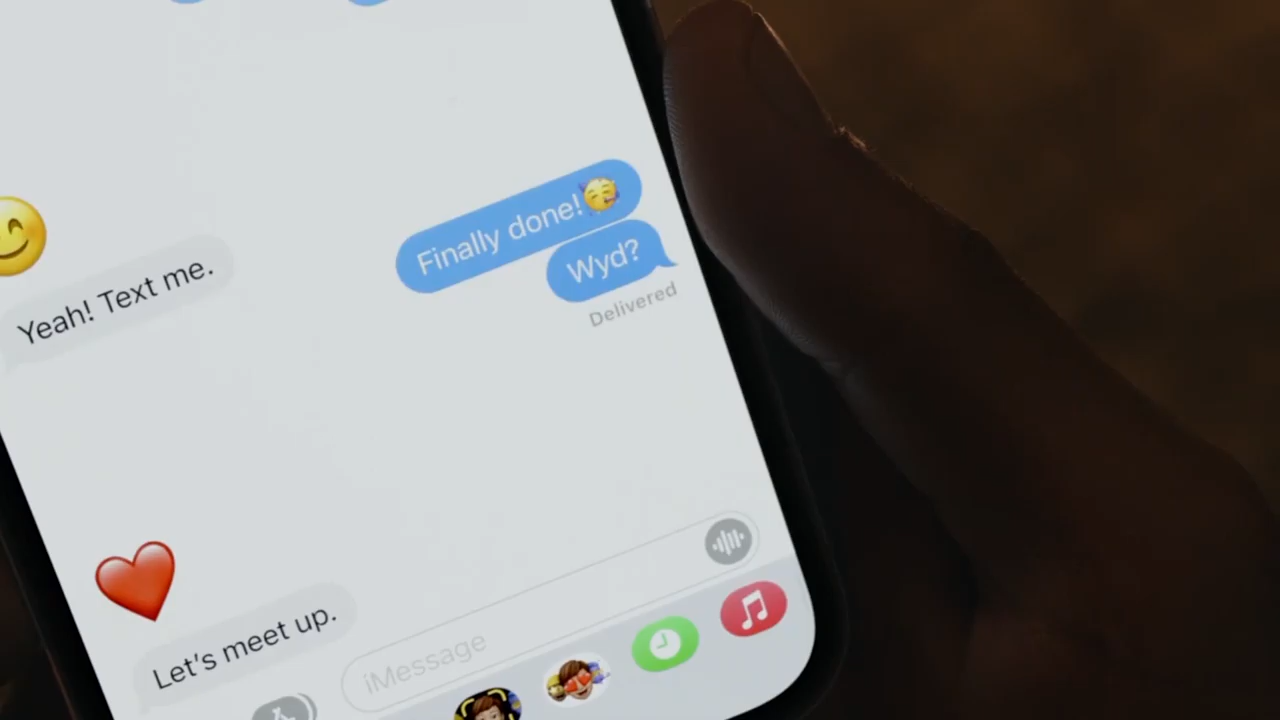 Yeah! Text me.
Finally done!🥳
Wyd?
Delivered
Let's meet up.
iMessage